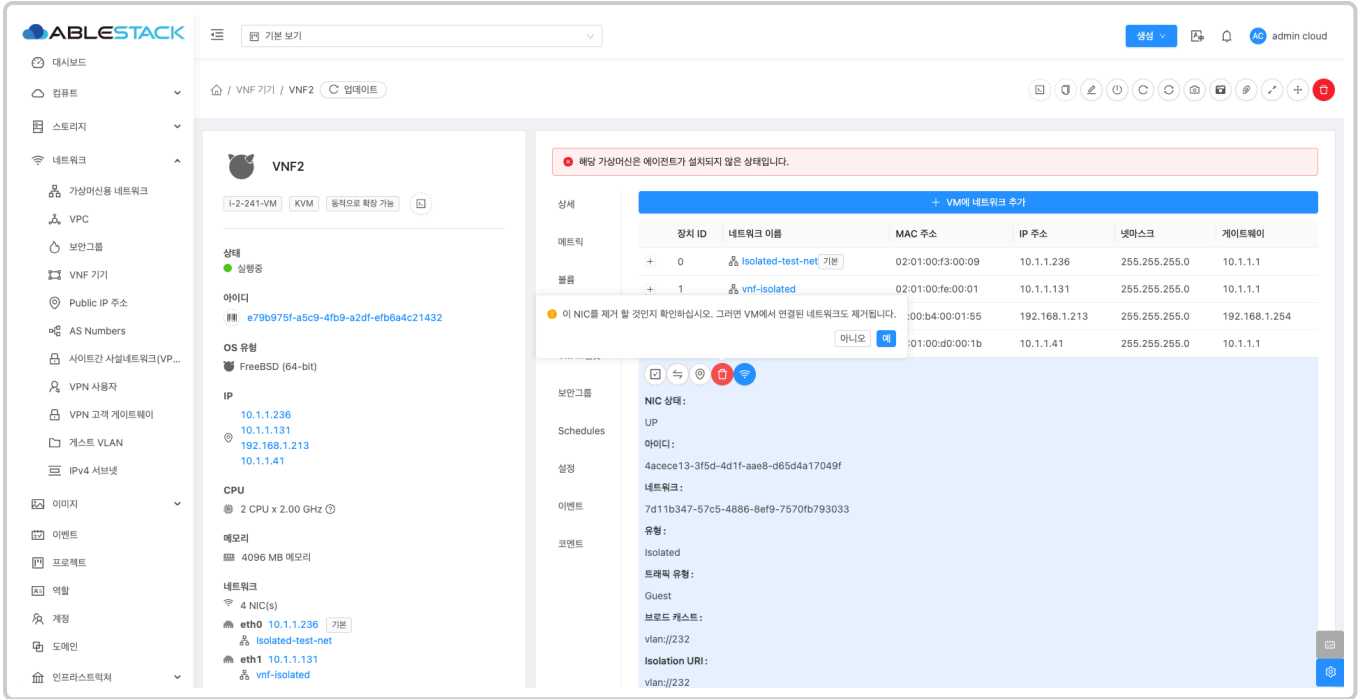 ABLESTACK
기본 보기
생성
AC
admin cloud
대시보드
컴퓨트
스토리지
네트워크
가상머신용 네트워크
VPC
보안그룹
VNF 기기
Public IP 주소
AS Numbers
사이트간 사설네트워크(VP...
VPN 사용자
VPN 고객 게이트웨이
게스트 VLAN
IPv4 서브넷
이미지
이벤트
프로젝트
역할
계정
도메인
인프라스트럭쳐
/ VNF 기기 / VNF2
업데이트
VNF2
i-2-241-VM
KVM
동적으로 확장 가능
상태
실행중
아이디
e79b975f-a5c9-4fb9-a2df-efb6a4c21432
OS 유형
FreeBSD (64-bit)
IP
10.1.1.236
10.1.1.131
192.168.1.213
10.1.1.41
CPU
2 CPU x 2.00 GHz
메모리
4096 MB 메모리
네트워크
4 NIC(s)
eth0 10.1.1.236 기본
Isolated-test-net
eth1 10.1.1.131
vnf-isolated
해당 가상머신은 에이전트가 설치되지 않은 상태입니다.
상세
메트릭
볼륨
보안그룹
Schedules
설정
이벤트
코멘트
+ VM에 네트워크 추가
장치 ID 네트워크 이름 MAC 주소 IP 주소 넷마스크 게이트웨이
0 Isolated-test-net 기본 02:01:00:f3:00:09 10.1.1.236 255.255.255.0 10.1.1.1
1 vnf-isolated 02:01:00:fe:00:01 10.1.1.131 255.255.255.0 10.1.1.1
:00:b4:00:01:55 192.168.1.213 255.255.255.0 192.168.1.254
:01:00:d0:00:1b 10.1.1.41 255.255.255.0 10.1.1.1
이 NIC를 제거 할 것인지 확인하십시오. 그러면 VM에서 연결된 네트워크도 제거됩니다.
아니오
예
NIC 상태 :
UP
아이디 :
4acece13-3f5d-4d1f-aae8-d65d4a17049f
네트워크 :
7d11b347-57c5-4886-8ef9-7570fb793033
유형 :
Isolated
트래픽 유형 :
Guest
브로드 캐스트 :
vlan://232
Isolation URI :
vlan://232